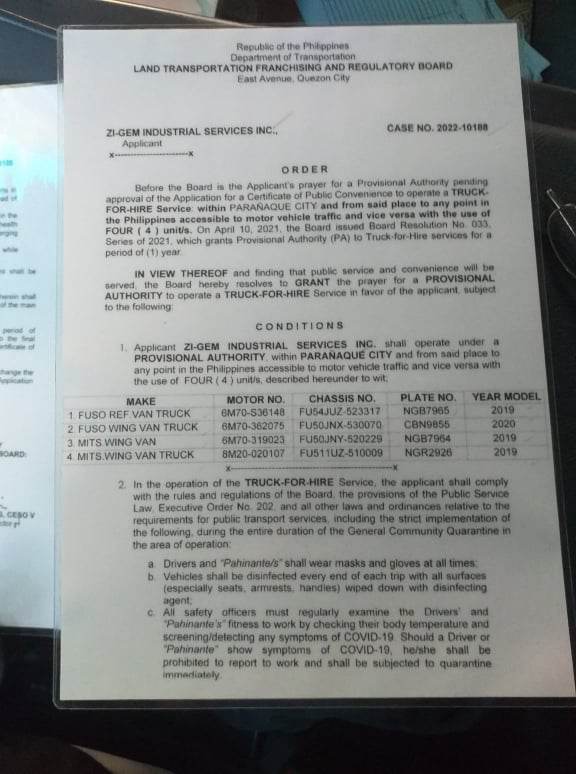 Republic of the Philippines
Department of Transportation
LAND TRANSPORTATION FRANCHISING AND REGULATORY BOARD
East Avenue, Quezon City
ZI-GEM INDUSTRIAL SERVICES INC.,
CASE NO. 2022-10188
Applicant
x-----------------------x
ORDER
Before the Board is the Applicant's prayer for a Provisional Authority pending
approval of the Application for a Certificate of Public Convenience to operate a TRUCK-
FOR-HIRE Service: within PARAÑAQUE CITY and from said place to any point in
the Philippines accessible to motor vehicle traffic and vice versa with the use of
FOUR ( 4 ) unit/s. On April 10, 2021, the Board issued Board Resolution No. 033,
Series of 2021, which grants Provisional Authority (PA) to Truck-for-Hire services for a
period of (1) year.
IN VIEW THEREOF and finding that public service and convenience will be
served, the Board hereby resolves to GRANT the prayer for a PROVISIONAL
AUTHORITY to operate a TRUCK-FOR-HIRE Service in favor of the applicant, subject
to the following:
CONDITIONS
1. Applicant ZI-GEM INDUSTRIAL SERVICES INC. shall operate under a
PROVISIONAL AUTHORITY, within PARAÑAQUE CITY and from said place to
any point in the Philippines accessible to motor vehicle traffic and vice versa with
the use of FOUR ( 4 ) unit/s, described hereunder to wit;
MAKE MOTOR NO. CHASSIS NO. PLATE NO. YEAR MODEL
1. FUSO REF VAN TRUCK 6M70-S36148 FU54JUZ-523317 NGB7965 2019
2. FUSO WING VAN TRUCK 6M70-362075 FU50JNX-530070 CBN9855 2020
3. MITS.WING VAN 6M70-319023 FU50JNY-520229 NGB7964 2019
4. MITS.WING VAN TRUCK 8M20-020107 FU511UZ-510009 NGR2926 2019
x---------------------------------------------x
2. In the operation of the TRUCK-FOR-HIRE Service, the applicant shall comply
with the rules and regulations of the Board, the provisions of the Public Service
Law, Executive Order No. 202, and all other laws and ordinances relative to the
requirements for public transport services, including the strict implementation of
the following, during the entire duration of the General Community Quarantine in
the area of operation:
a. Drivers and "Pahinante/s" shall wear masks and gloves at all times;
b. Vehicles shall be disinfected every end of each trip with all surfaces
(especially seats, armrests, handles) wiped down with disinfecting
agent;
c. All safety officers must regularly examine the Drivers' and
"Pahinante's" fitness to work by checking their body temperature and
screening/detecting any symptoms of COVID-19. Should a Driver or
"Pahinante" show symptoms of COVID-19, he/she shall be
prohibited to report to work and shall be subjected to quarantine
immediately.